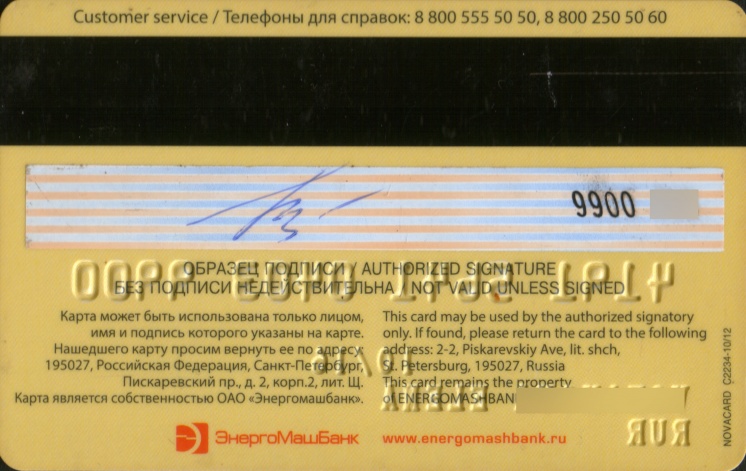 Customer service / Телефоны для справок: 8 800 555 50 50, 8 800 250 50 60
9900
ОБРАЗЕЦ ПОДПИСИ / AUTHORIZED SIGNATURE
БЕЗ ПОДПИСИ НЕДЕЙСТВИТЕЛЬНА / NOT VALID UNLESS SIGNED
Карта может быть использована только лицом,
имя и подпись которого указаны на карте.
Нашедшего карту просим вернуть ее по адресу:
195027, Российская Федерация, Санкт-Петербург,
Пискаревский пр., д. 2, корп.2, лит. Щ.
Карта является собственностью ОАО «Энергомашбанк».
This card may be used by the authorized signatory
only. If found, please return the card to the following
address: 2-2, Piskarevskiy Ave, lit. shch,
St. Petersburg, 195027, Russia
This card remains the property
of ENERGOMASHBANK
RUR
NOVACARD C2234-10/12
ЭнергоМашБанк
www.energomashbank.ru